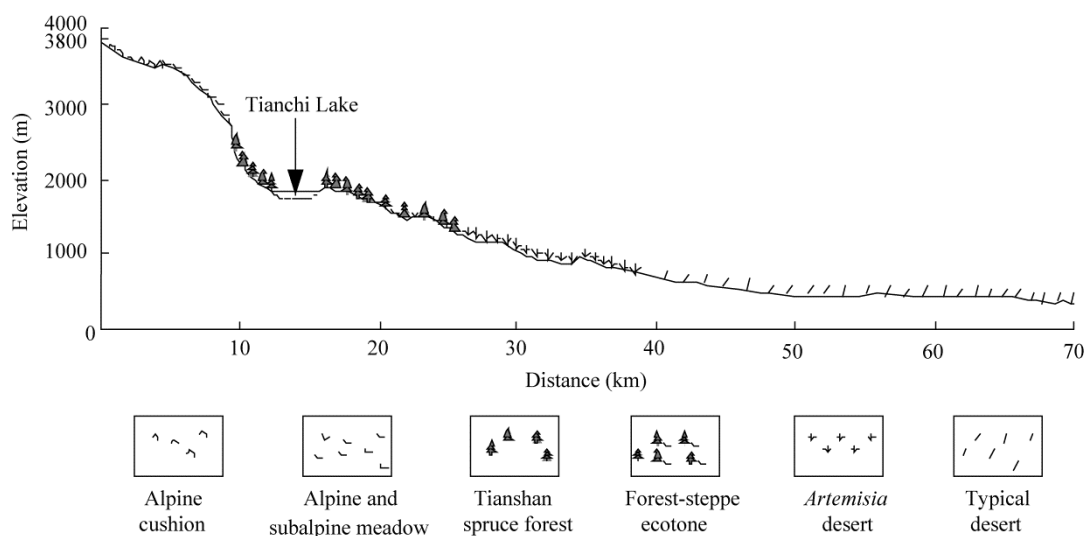 4000
3800
3000
2000
1000
0
Elevation (m)
Tianchi Lake
10 20 30 40 50 60 70
Distance (km)
Alpine cushion
Alpine and subalpine meadow
Tianshan spruce forest
Forest-steppe ecotone
Artemisia desert
Typical desert